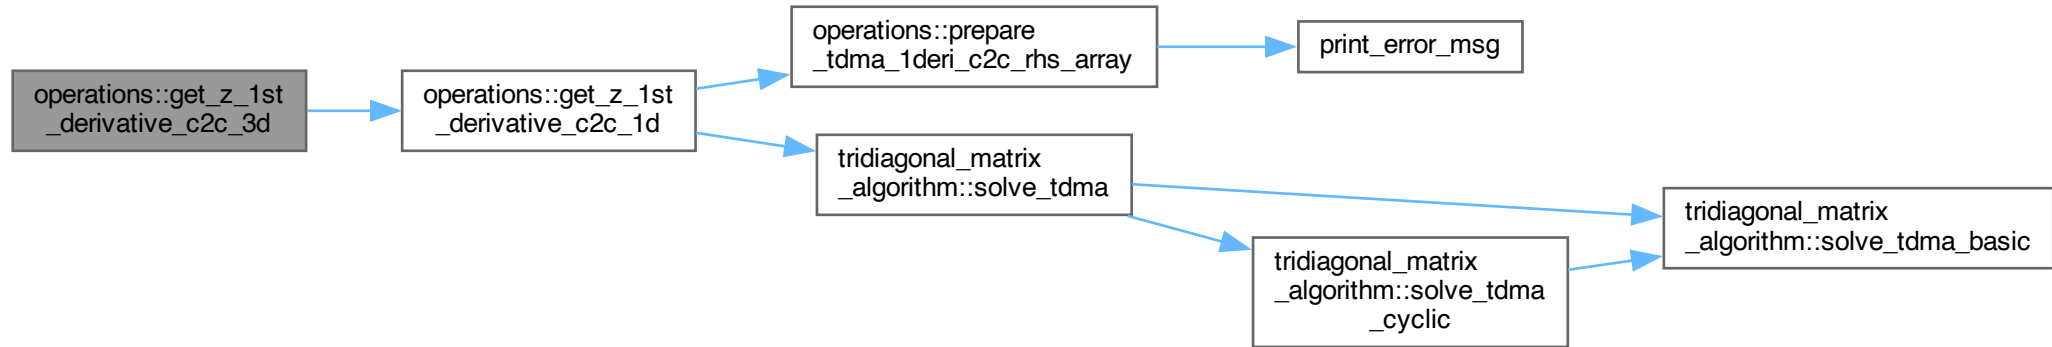 operations::get_z_1st
_derivative_c2c_3d
operations::get_z_1st
_derivative_c2c_1d
operations::prepare
_tdma_1deri_c2c_rhs_array
print_error_msg
tridiagonal_matrix
_algorithm::solve_tdma
tridiagonal_matrix
_algorithm::solve_tdma
_cyclic
tridiagonal_matrix
_algorithm::solve_tdma_basic